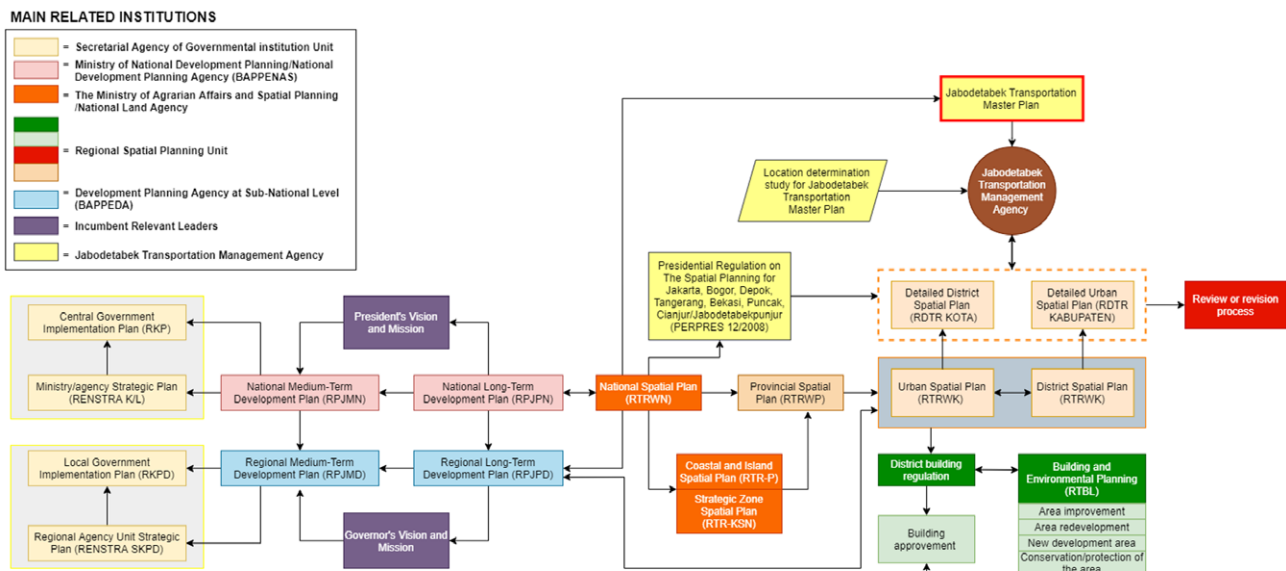 MAIN RELATED INSTITUTIONS
= Secretarial Agency of Governmental institution Unit
= Ministry of National Development Planning/National
Development Planning Agency (BAPPENAS)
= The Ministry of Agrarian Affairs and Spatial Planning
/National Land Agency
= Regional Spatial Planning Unit
= Development Planning Agency at Sub-National Level
(BAPPEDA)
= Incumbent Relevant Leaders
= Jabodetabek Transportation Management Agency
Jabodetabek Transportation
Master Plan
Location determination
study for Jabodetabek
Transportation
Master Plan
Jabodetabek
Transportation
Management
Agency
Presidential Regulation on
The Spatial Planning for
Jakarta, Bogor, Depok,
Tangerang, Bekasi, Puncak,
Cianjur/Jabodetabekpunjur
(PERPRES 12/2008)
Detailed District
Spatial Plan
(RDTR KOTA)
Detailed Urban
Spatial Plan (RDTR
KABUPATEN)
Review or revision
process
Central Government
Implementation Plan (RKP)
President's Vision
and Mission
Ministry/agency Strategic Plan
(RENSTRA K/L)
National Medium-Term
Development Plan (RPJMN)
National Long-Term
Development Plan (RPJPN)
National Spatial Plan
(RTRWN)
Provincial Spatial
Plan (RTRWP)
Urban Spatial Plan
(RTRWK)
District Spatial Plan
(RTRWK)
Local Government
Implementation Plan (RKPD)
Regional Medium-Term
Development Plan (RPJMD)
Regional Long-Term
Development Plan (RPJPD)
Coastal and Island
Spatial Plan (RTR-P)
Strategic Zone
Spatial Plan
(RTR-KSN)
District building
regulation
Building and
Environmental Planning
(RTBL)
Area improvement
Area redevelopment
New development area
Conservation/protection of
the area
Regional Agency Unit Strategic
Plan (RENSTRA SKPD)
Governor's Vision and
Mission
Building
approvement